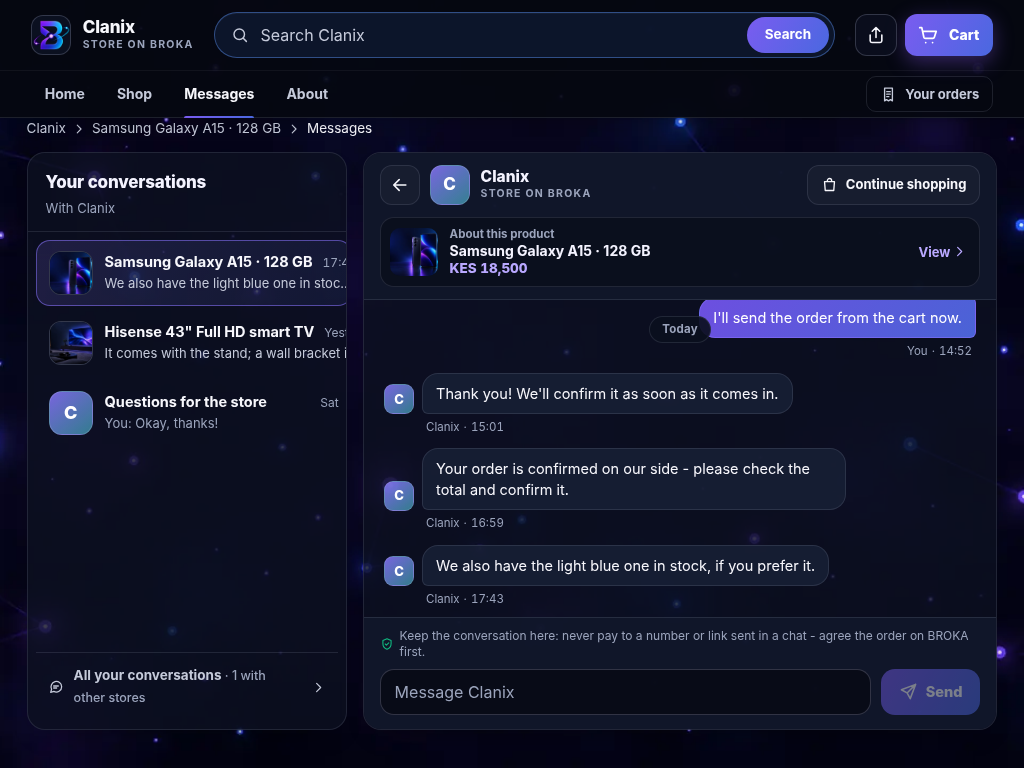 Clanix
STORE ON BROKA
Search Clanix
Search
Cart
Home
Shop
Messages
About
Your orders
Clanix
Samsung Galaxy A15 · 128 GB
Messages
Your conversations
With Clanix
Samsung Galaxy A15 · 128 GB 17:4
We also have the light blue one in stoc...
Hisense 43" Full HD smart TV
It comes with the stand; a wall bracket
Questions for the store Sat
C
You: Okay, thanks!
All your conversations · 1 with
other stores
C
Clanix
STORE ON BROKA
Continue shopping
About this product
Samsung Galaxy A15 · 128 GB
KES 18,500
View
Today
I'll send the order from the cart now.
You · 14:52
C
Thank you! We'll confirm it as soon as it comes in.
Clanix · 15:01
Your order is confirmed on our side - please check the
total and confirm it.
C
Clanix · 16:59
We also have the light blue one in stock, if you prefer it.
C
Clanix · 17:43
Keep the conversation here: never pay to a number or link sent in a chat - agree the order on BROKA
first.
Message Clanix
Send